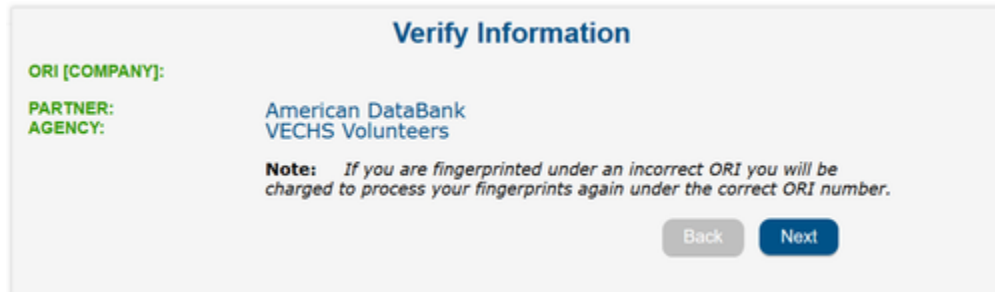 Verify Information
ORI [COMPANY]:
PARTNER: American DataBank
AGENCY: VECHS Volunteers
Note: If you are fingerprinted under an incorrect ORI you will be
charged to process your fingerprints again under the correct ORI number.
Back Next